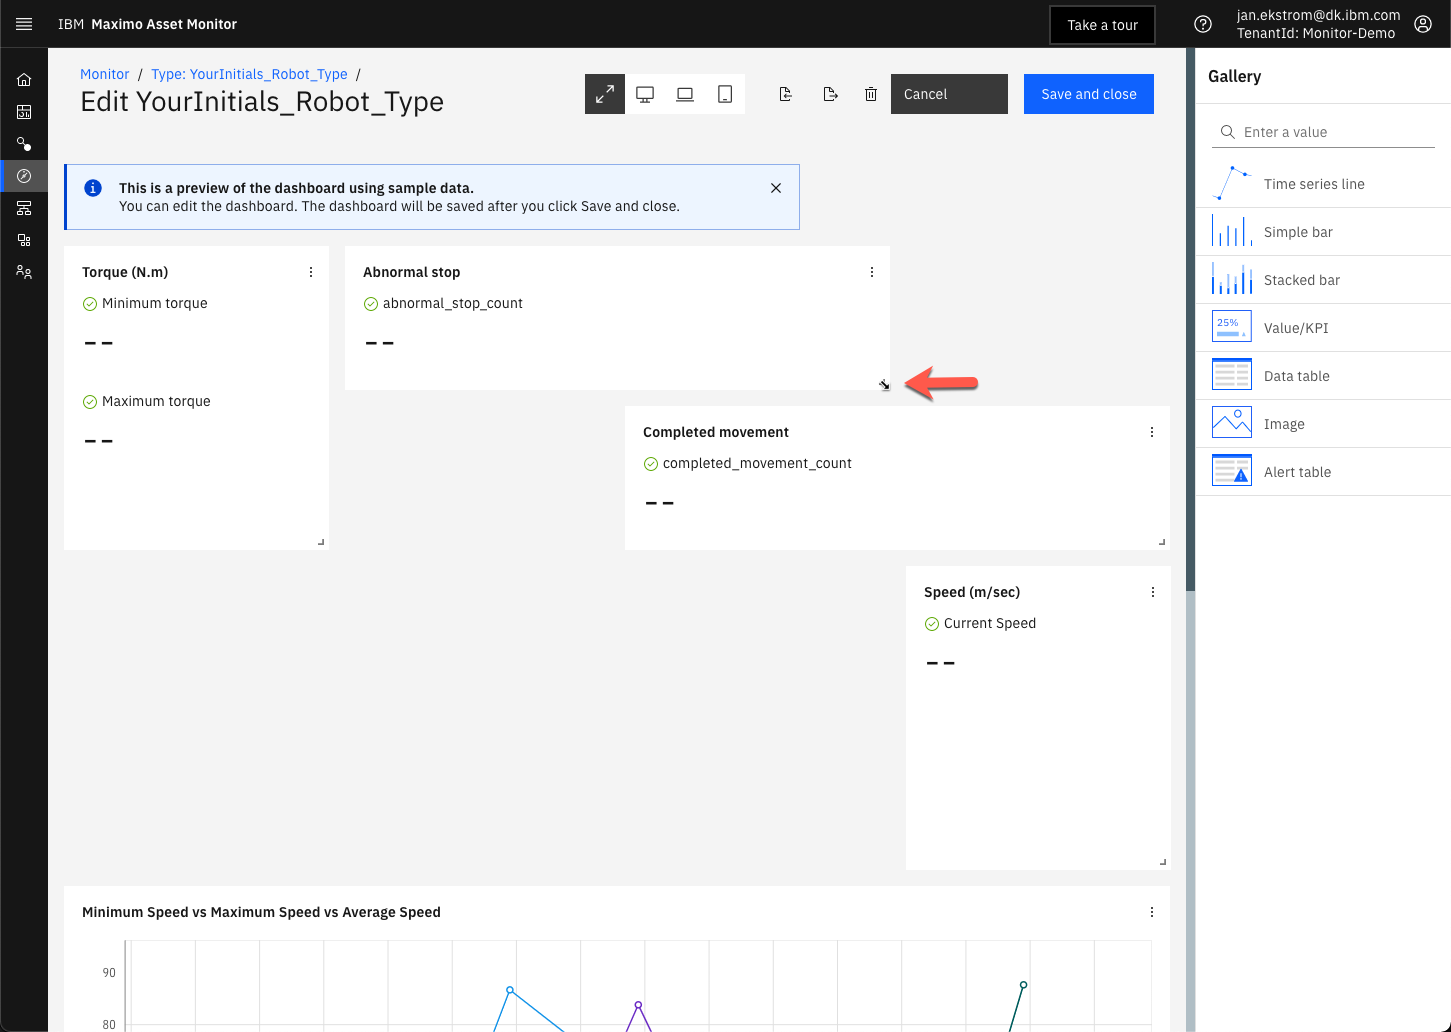 IBM Maximo Asset Monitor
Take a tour
jan.ekstrom@dk.ibm.com
TenantId: Monitor-Demo
Monitor / Type: YourInitials_Robot_Type /
Edit YourInitials_Robot_Type
Cancel
Save and close
This is a preview of the dashboard using sample data.
You can edit the dashboard. The dashboard will be saved after you click Save and close.
Torque (N.m)
Minimum torque
--
Maximum torque
--
Abnormal stop
abnormal_stop_count
--
Completed movement
completed_movement_count
--
Speed (m/sec)
Current Speed
--
Minimum Speed vs Maximum Speed vs Average Speed
90
80
Gallery
Enter a value
Time series line
Simple bar
Stacked bar
25%
Value/KPI
Data table
Image
Alert table